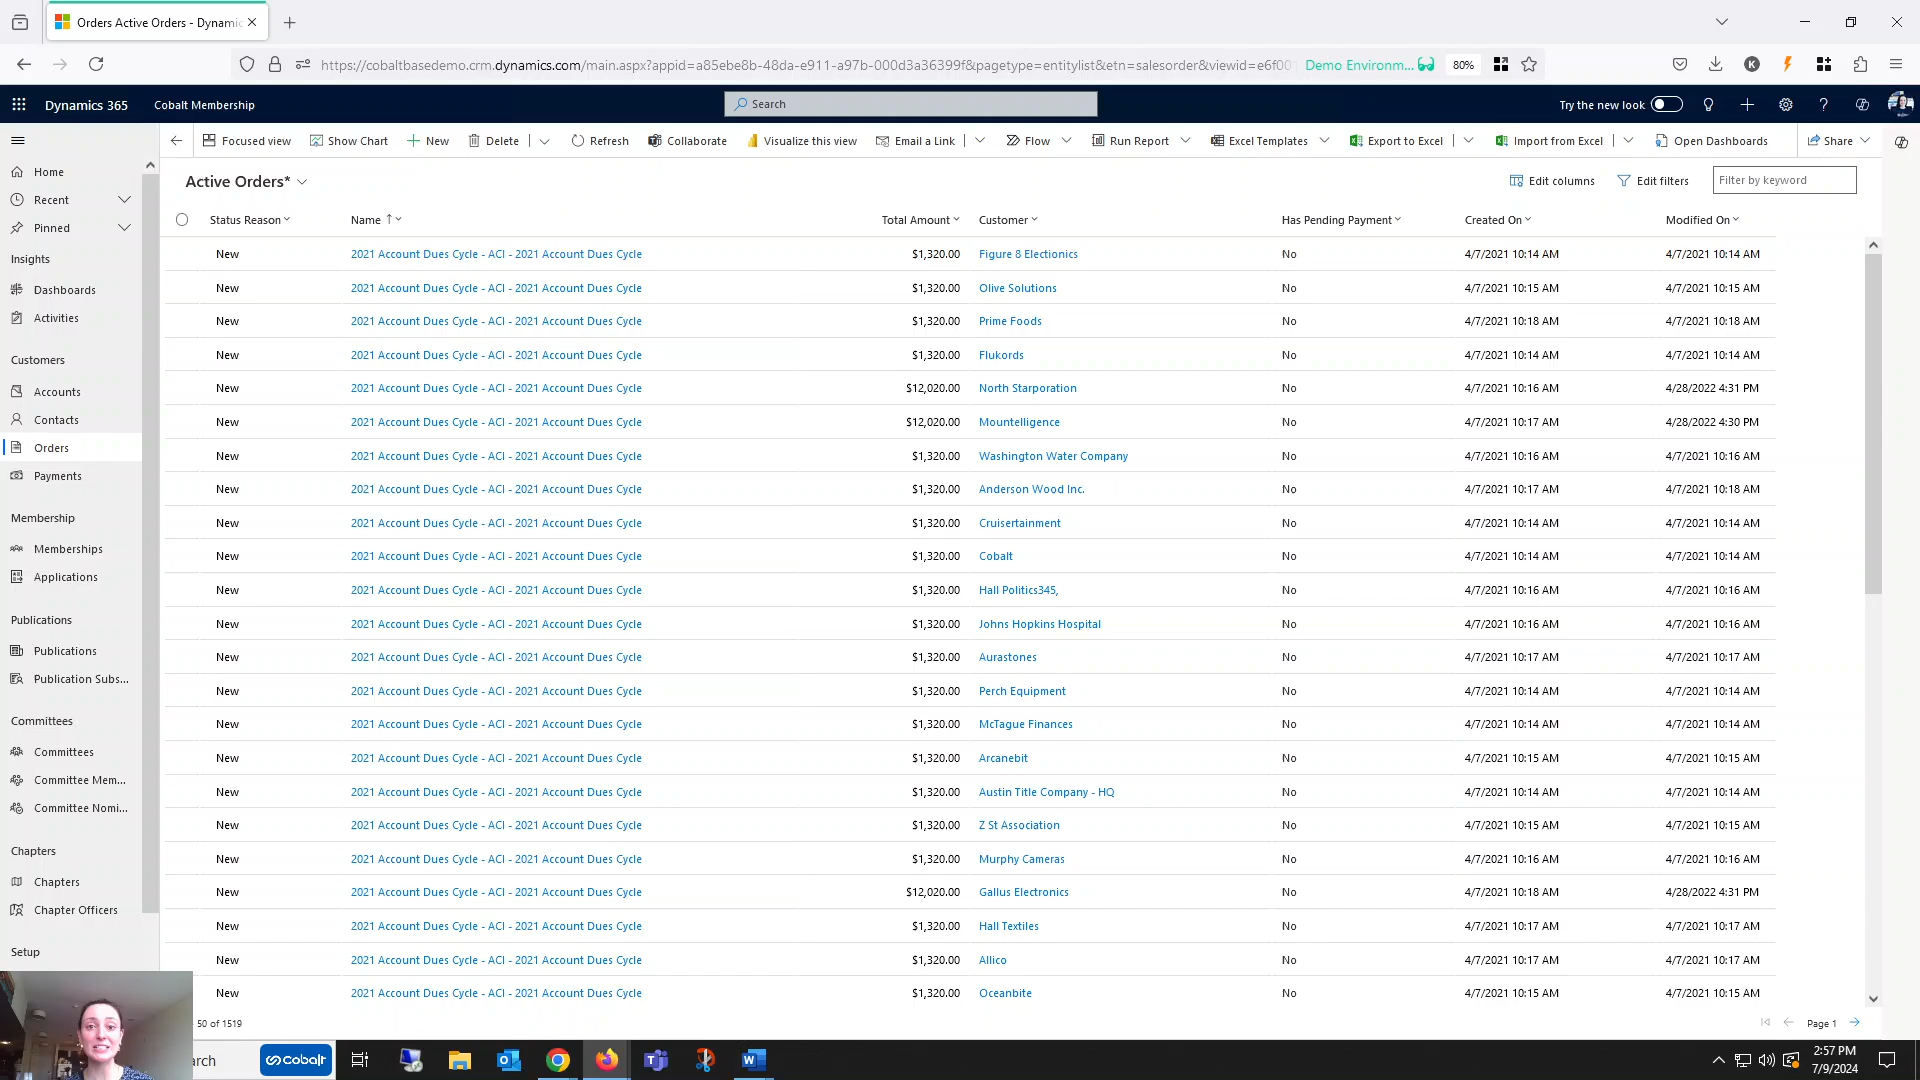 Orders Active Orders - Dynamic
https://cobaltbasedemo.crm.dynamics.com/main.aspx?appid=a85ebe8b-48da-e911-a97b-000d3a36399f&pagetype=entitylist&etn=salesorder&viewid=e6f00 Demo Environm... 80%
Dynamics 365 Cobalt Membership Search Try the new look
Focused view Show Chart New Delete Refresh Collaborate Visualize this view Email a Link Flow Run Report Excel Templates Export to Excel Import from Excel Open Dashboards Share
Home
Recent
Pinned
Insights
Dashboards
Activities
Customers
Accounts
Contacts
Orders
Payments
Membership
Memberships
Applications
Publications
Publications
Publication Subs...
Committees
Committees
Committee Mem...
Committee Nomi...
Chapters
Chapters
Chapter Officers
Setup
Active Orders* Edit columns Edit filters Filter by keyword
Status Reason Name Total Amount Customer Has Pending Payment Created On Modified On
New 2021 Account Dues Cycle - ACI - 2021 Account Dues Cycle $1,320.00 Figure 8 Electionics No 4/7/2021 10:14 AM 4/7/2021 10:14 AM
New 2021 Account Dues Cycle - ACI - 2021 Account Dues Cycle $1,320.00 Olive Solutions No 4/7/2021 10:15 AM 4/7/2021 10:15 AM
New 2021 Account Dues Cycle - ACI - 2021 Account Dues Cycle $1,320.00 Prime Foods No 4/7/2021 10:18 AM 4/7/2021 10:18 AM
New 2021 Account Dues Cycle - ACI - 2021 Account Dues Cycle $1,320.00 Flukords No 4/7/2021 10:14 AM 4/7/2021 10:14 AM
New 2021 Account Dues Cycle - ACI - 2021 Account Dues Cycle $12,020.00 North Starporation No 4/7/2021 10:16 AM 4/28/2022 4:31 PM
New 2021 Account Dues Cycle - ACI - 2021 Account Dues Cycle $12,020.00 Mountelligence No 4/7/2021 10:17 AM 4/28/2022 4:30 PM
New 2021 Account Dues Cycle - ACI - 2021 Account Dues Cycle $1,320.00 Washington Water Company No 4/7/2021 10:16 AM 4/7/2021 10:16 AM
New 2021 Account Dues Cycle - ACI - 2021 Account Dues Cycle $1,320.00 Anderson Wood Inc. No 4/7/2021 10:17 AM 4/7/2021 10:18 AM
New 2021 Account Dues Cycle - ACI - 2021 Account Dues Cycle $1,320.00 Cruisertainment No 4/7/2021 10:14 AM 4/7/2021 10:14 AM
New 2021 Account Dues Cycle - ACI - 2021 Account Dues Cycle $1,320.00 Cobalt No 4/7/2021 10:14 AM 4/7/2021 10:14 AM
New 2021 Account Dues Cycle - ACI - 2021 Account Dues Cycle $1,320.00 Hall Politics345, No 4/7/2021 10:16 AM 4/7/2021 10:16 AM
New 2021 Account Dues Cycle - ACI - 2021 Account Dues Cycle $1,320.00 Johns Hopkins Hospital No 4/7/2021 10:16 AM 4/7/2021 10:16 AM
New 2021 Account Dues Cycle - ACI - 2021 Account Dues Cycle $1,320.00 Aurastones No 4/7/2021 10:17 AM 4/7/2021 10:17 AM
New 2021 Account Dues Cycle - ACI - 2021 Account Dues Cycle $1,320.00 Perch Equipment No 4/7/2021 10:14 AM 4/7/2021 10:14 AM
New 2021 Account Dues Cycle - ACI - 2021 Account Dues Cycle $1,320.00 McTague Finances No 4/7/2021 10:14 AM 4/7/2021 10:14 AM
New 2021 Account Dues Cycle - ACI - 2021 Account Dues Cycle $1,320.00 Arcanebit No 4/7/2021 10:15 AM 4/7/2021 10:15 AM
New 2021 Account Dues Cycle - ACI - 2021 Account Dues Cycle $1,320.00 Austin Title Company - HQ No 4/7/2021 10:14 AM 4/7/2021 10:14 AM
New 2021 Account Dues Cycle - ACI - 2021 Account Dues Cycle $1,320.00 Z St Association No 4/7/2021 10:15 AM 4/7/2021 10:15 AM
New 2021 Account Dues Cycle - ACI - 2021 Account Dues Cycle $1,320.00 Murphy Cameras No 4/7/2021 10:16 AM 4/7/2021 10:16 AM
New 2021 Account Dues Cycle - ACI - 2021 Account Dues Cycle $12,020.00 Gallus Electronics No 4/7/2021 10:18 AM 4/28/2022 4:31 PM
New 2021 Account Dues Cycle - ACI - 2021 Account Dues Cycle $1,320.00 Hall Textiles No 4/7/2021 10:17 AM 4/7/2021 10:17 AM
New 2021 Account Dues Cycle - ACI - 2021 Account Dues Cycle $1,320.00 Allico No 4/7/2021 10:17 AM 4/7/2021 10:17 AM
New 2021 Account Dues Cycle - ACI - 2021 Account Dues Cycle $1,320.00 Oceanbite No 4/7/2021 10:15 AM 4/7/2021 10:15 AM
50 of 1519 Page 1
arch cobalt 2:57 PM
7/9/2024